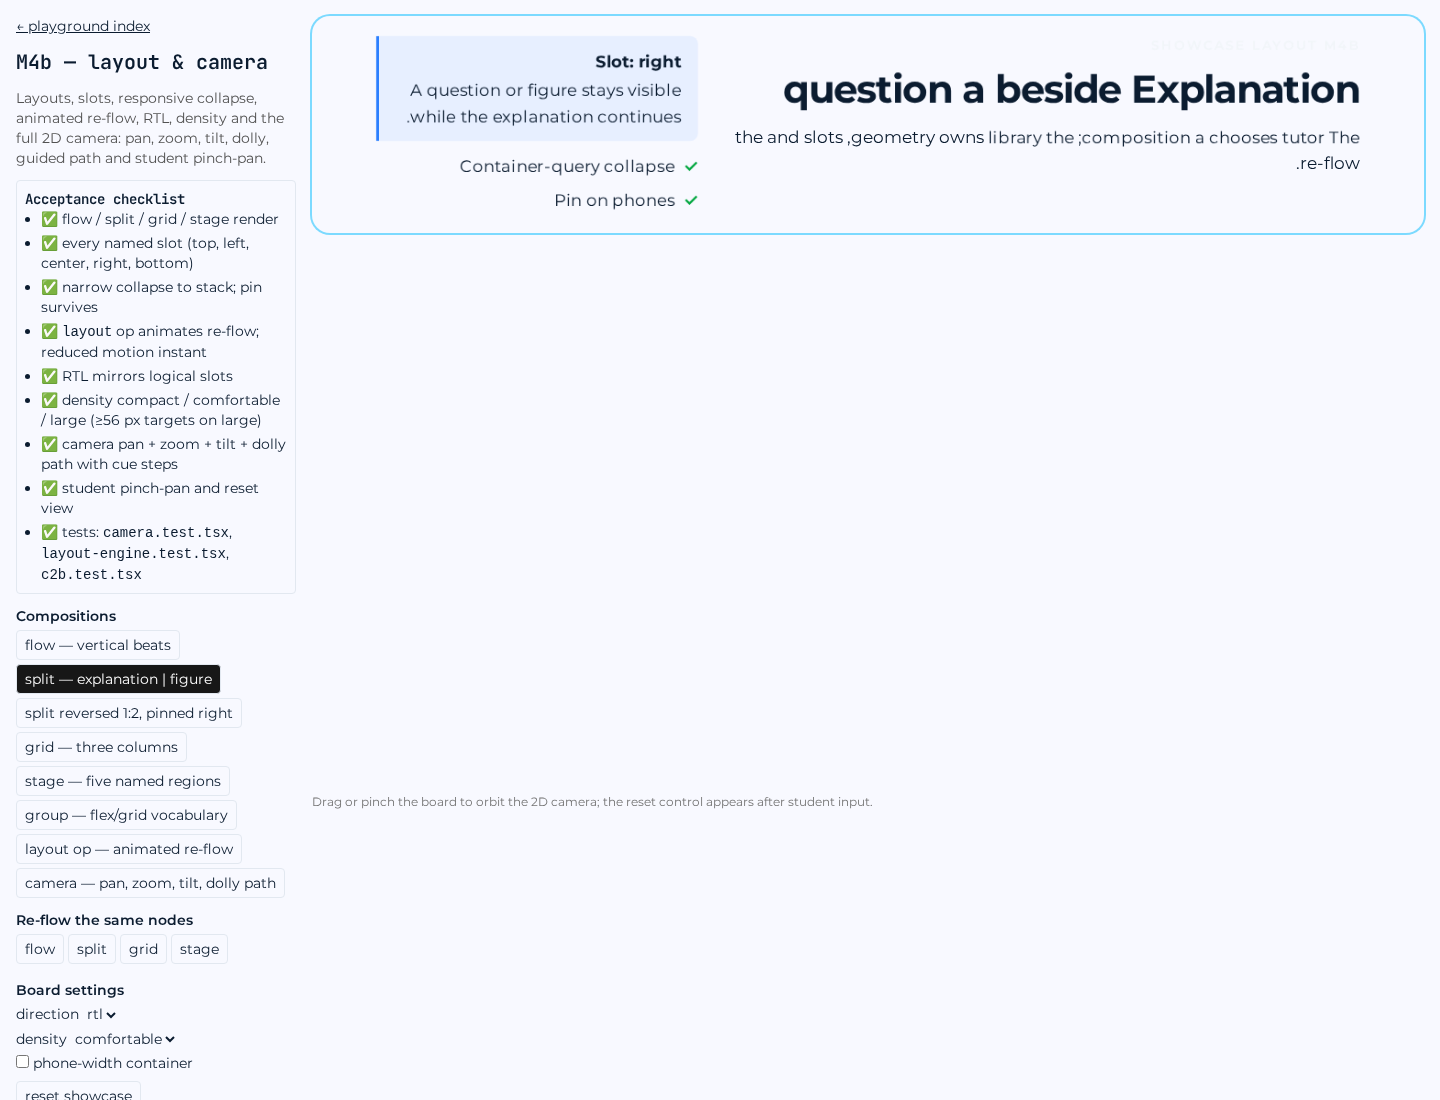 ← playground index
M4b — layout & camera
Layouts, slots, responsive collapse,
animated re-flow, RTL, density and the
full 2D camera: pan, zoom, tilt, dolly,
guided path and student pinch-pan.
Acceptance checklist
✅ flow / split / grid / stage render
✅ every named slot (top, left,
center, right, bottom)
✅ narrow collapse to stack; pin
survives
✅ layout op animates re-flow;
reduced motion instant
✅ RTL mirrors logical slots
✅ density compact / comfortable
/ large (≥56 px targets on large)
✅ camera pan + zoom + tilt + dolly
path with cue steps
✅ student pinch-pan and reset
view
✅ tests: camera.test.tsx,
layout-engine.test.tsx,
c2b.test.tsx
Compositions
flow — vertical beats
split — explanation | figure
split reversed 1:2, pinned right
grid — three columns
stage — five named regions
group — flex/grid vocabulary
layout op — animated re-flow
camera — pan, zoom, tilt, dolly path
Re-flow the same nodes
flow split grid stage
Board settings
direction rtl
density comfortable
phone-width container
reset showcase
SHOWCASE LAYOUT M4B
question a beside Explanation
the and slots ,geometry owns library the ;composition a chooses tutor The
.re-flow
Slot: right
A question or figure stays visible
.while the explanation continues
Container-query collapse ✓
Pin on phones ✓
Drag or pinch the board to orbit the 2D camera; the reset control appears after student input.